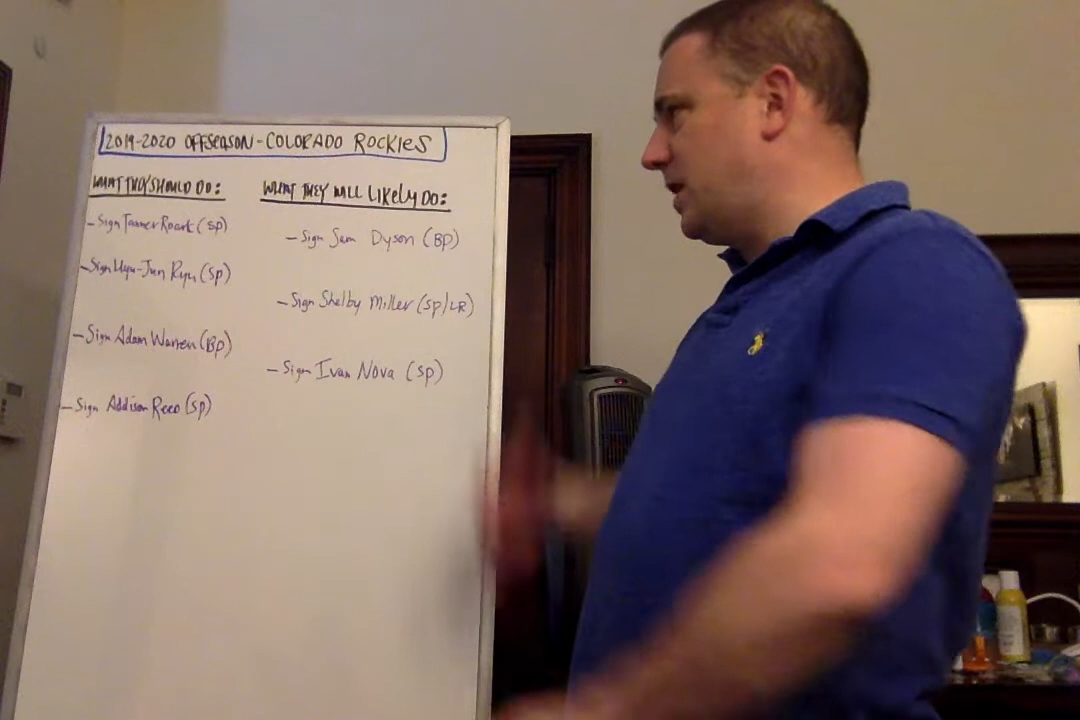 2019-2020 OFFSEASON-COLORADO ROCKIES
WHAT THEY SHOULD DO:
-Sign Tanner Roark (SP)
-Sign Hyu-Jun Ryu (SP)
-Sign Adam Warren (BP)
-Sign Addison Reed (SP)
WHAT THEY WILL LIKELY DO:
-Sign Sam Dyson (BP)
-Sign Shelby Miller (SP/LR)
-Sign Ivan Nova (SP)